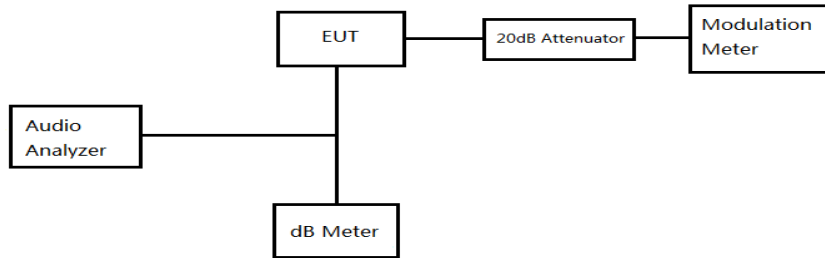 EUT
20dB Attenuator
Modulation
Meter
Audio
Analyzer
dB Meter